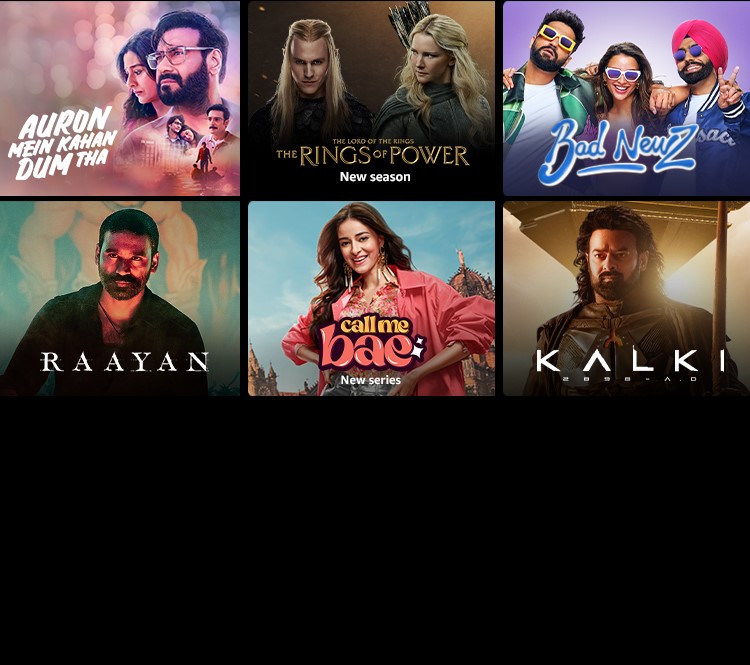 AURON
MEIN KAHAN
DUM THA
THE LORD OF THE RINGS
THE RINGS OF POWER
New season
Bad Newz
RAAYAN
call me
bae
New series
KALKI
2898-A.D